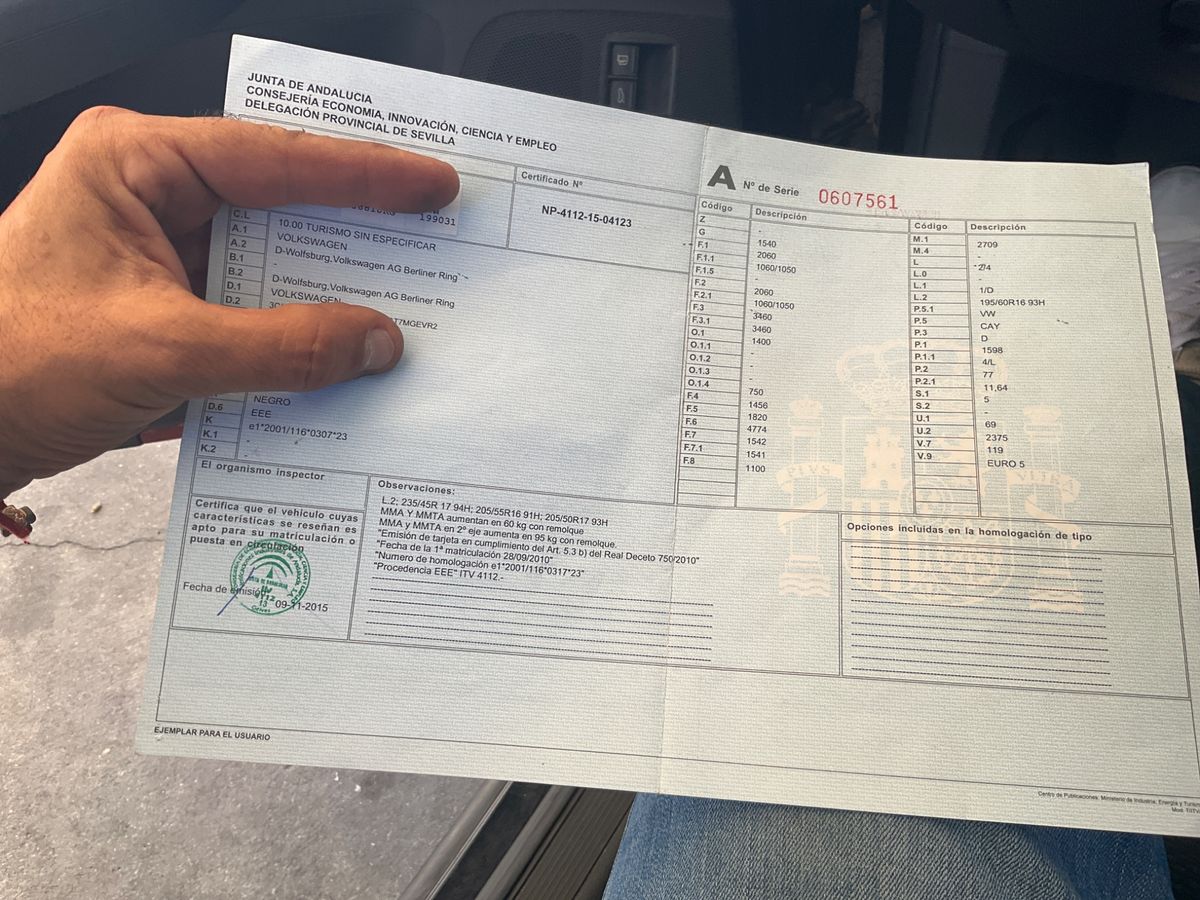 JUNTA DE ANDALUCIA
CONSEJERÍA ECONOMIA, INNOVACIÓN, CIENCIA Y EMPLEO
DELEGACIÓN PROVINCIAL DE SEVILLA
199031
Certificado Nº
NP-4112-15-04123
C.L 10.00 TURISMO SIN ESPECIFICAR
A.1 VOLKSWAGEN
A.2 D-Wolfsburg,Volkswagen AG Berliner Ring
B.1 -
B.2 D-Wolfsburg,Volkswagen AG Berliner Ring
D.1 VOLKSWAGEN
D.2
T7MGEVR2
NEGRO
D.6 EEE
K e1*2001/116*0307*23
K.1 -
K.2 -
El organismo inspector
Certifica que el vehiculo cuyas
características se reseñan es
apto para su matriculación o
puesta en circulación
Fecha de emisión 09-11-2015
Observaciones:
L.2; 235/45R 17 94H; 205/55R16 91H; 205/50R17 93H
MMA Y MMTA aumentan en 60 kg con remolque
MMA y MMTA en 2º eje aumenta en 95 kg con remolque.
"Emisión de tarjeta en cumplimiento del Art. 5.3 b) del Real Deceto 750/2010"
"Fecha de la 1ª matriculación 28/09/2010"
"Numero de homologación e1*2001/116*0317*23"
"Procedencia EEE" ITV 4112.-
EJEMPLAR PARA EL USUARIO
A Nº de Serie 0607561
Código Descripción
Z
G -
F.1 1540
F.1.1 2060
F.1.5 1060/1050
F.2
F.2.1 2060
F.3 1060/1050
F.3.1 3460
O.1 3460
O.1.1 1400
O.1.2 -
O.1.3 -
O.1.4 -
F.4 750
F.5 1456
F.6 1820
F.7 4774
F.7.1 1542
F.8 1541
1100
Código Descripción
M.1 2709
M.4 -
L 2/4
L.0 -
L.1 1/D
L.2 195/60R16 93H
P.5.1 VW
P.5 CAY
P.3 D
P.1 1598
P.1.1 4/L
P.2 77
P.2.1 11,64
S.1 5
S.2 -
U.1 69
U.2 2375
V.7 119
V.9 EURO 5
Opciones incluidas en la homologación de tipo
Centro de Publicaciones: Ministerio de Industria, Energía y